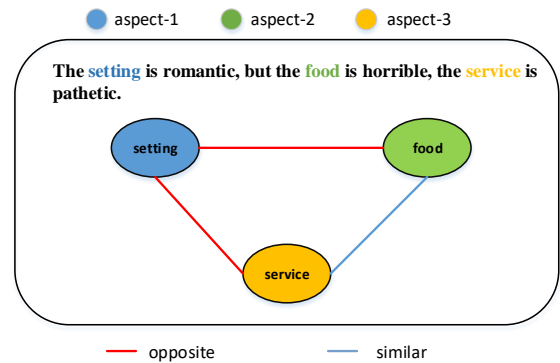 aspect-1 aspect-2 aspect-3
The setting is romantic, but the food is horrible, the service is
pathetic.
setting food
service
opposite similar